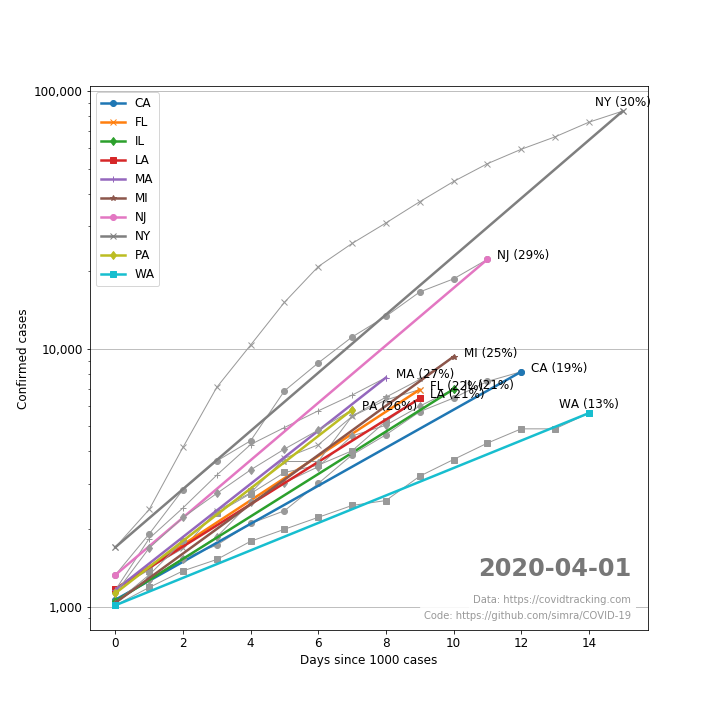 100,000
10,000
1,000
Confirmed cases
CA
FL
IL
LA
MA
MI
NJ
NY
PA
WA
NY (30%)
NJ (29%)
MI (25%)
CA (19%)
MA (27%)
FL (22%)
IL (21%)
LA (21%)
PA (26%)
WA (13%)
2020-04-01
Data: https://covidtracking.com
Code: https://github.com/simra/COVID-19
0 2 4 6 8 10 12 14
Days since 1000 cases